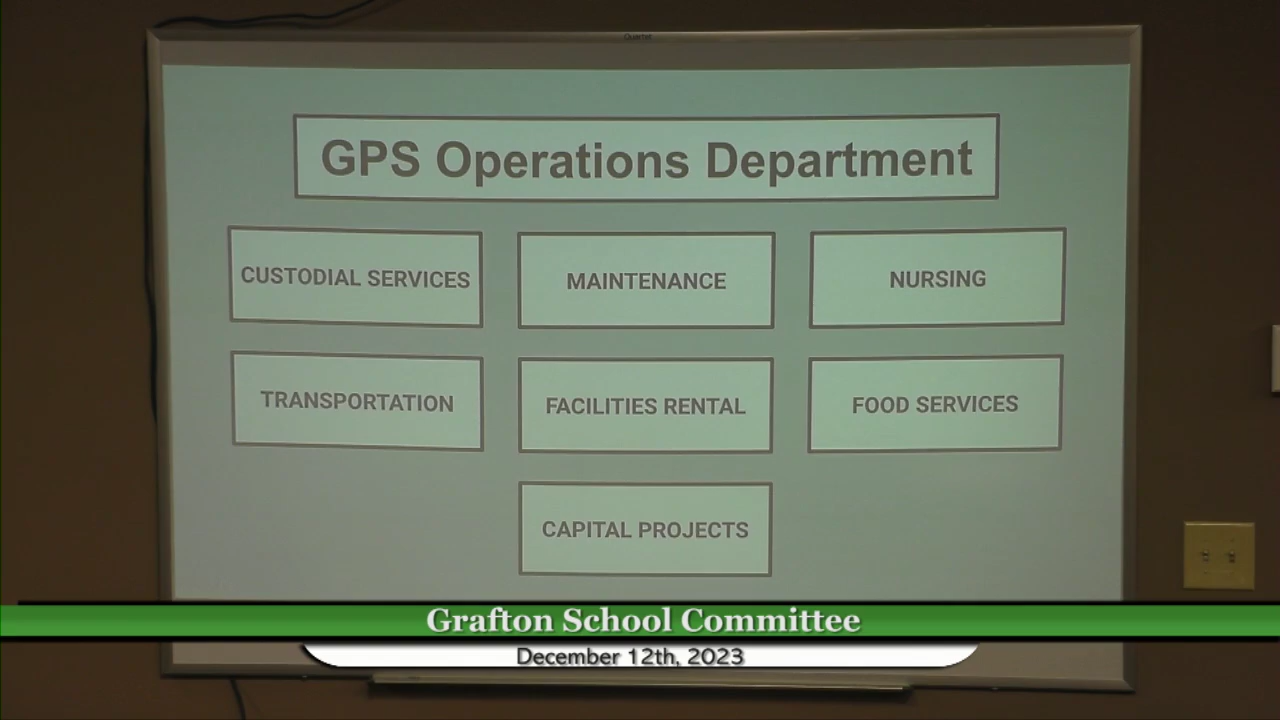 Quartet
GPS Operations Department
CUSTODIAL SERVICES
MAINTENANCE
NURSING
TRANSPORTATION
FACILITIES RENTAL
FOOD SERVICES
CAPITAL PROJECTS
Grafton School Committee
December 12th, 2023